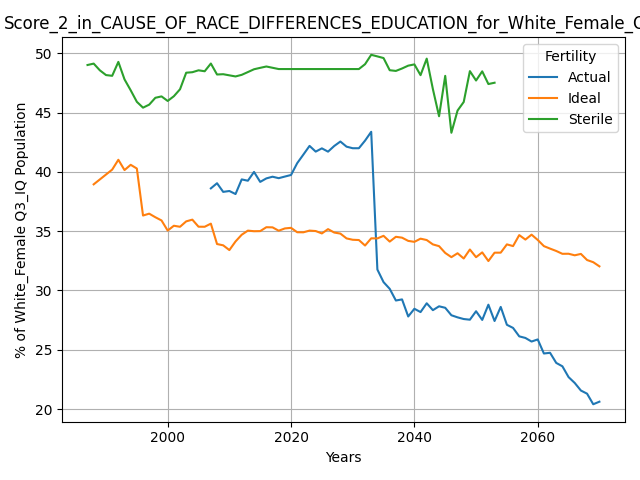 Score_2_in_CAUSE_OF_RACE_DIFFERENCES_EDUCATION_for_White_Female_
Fertility
Actual
Ideal
Sterile
% of White_Female Q3_IQ Population
50
45
40
35
30
25
20
2000
2020
2040
2060
Years